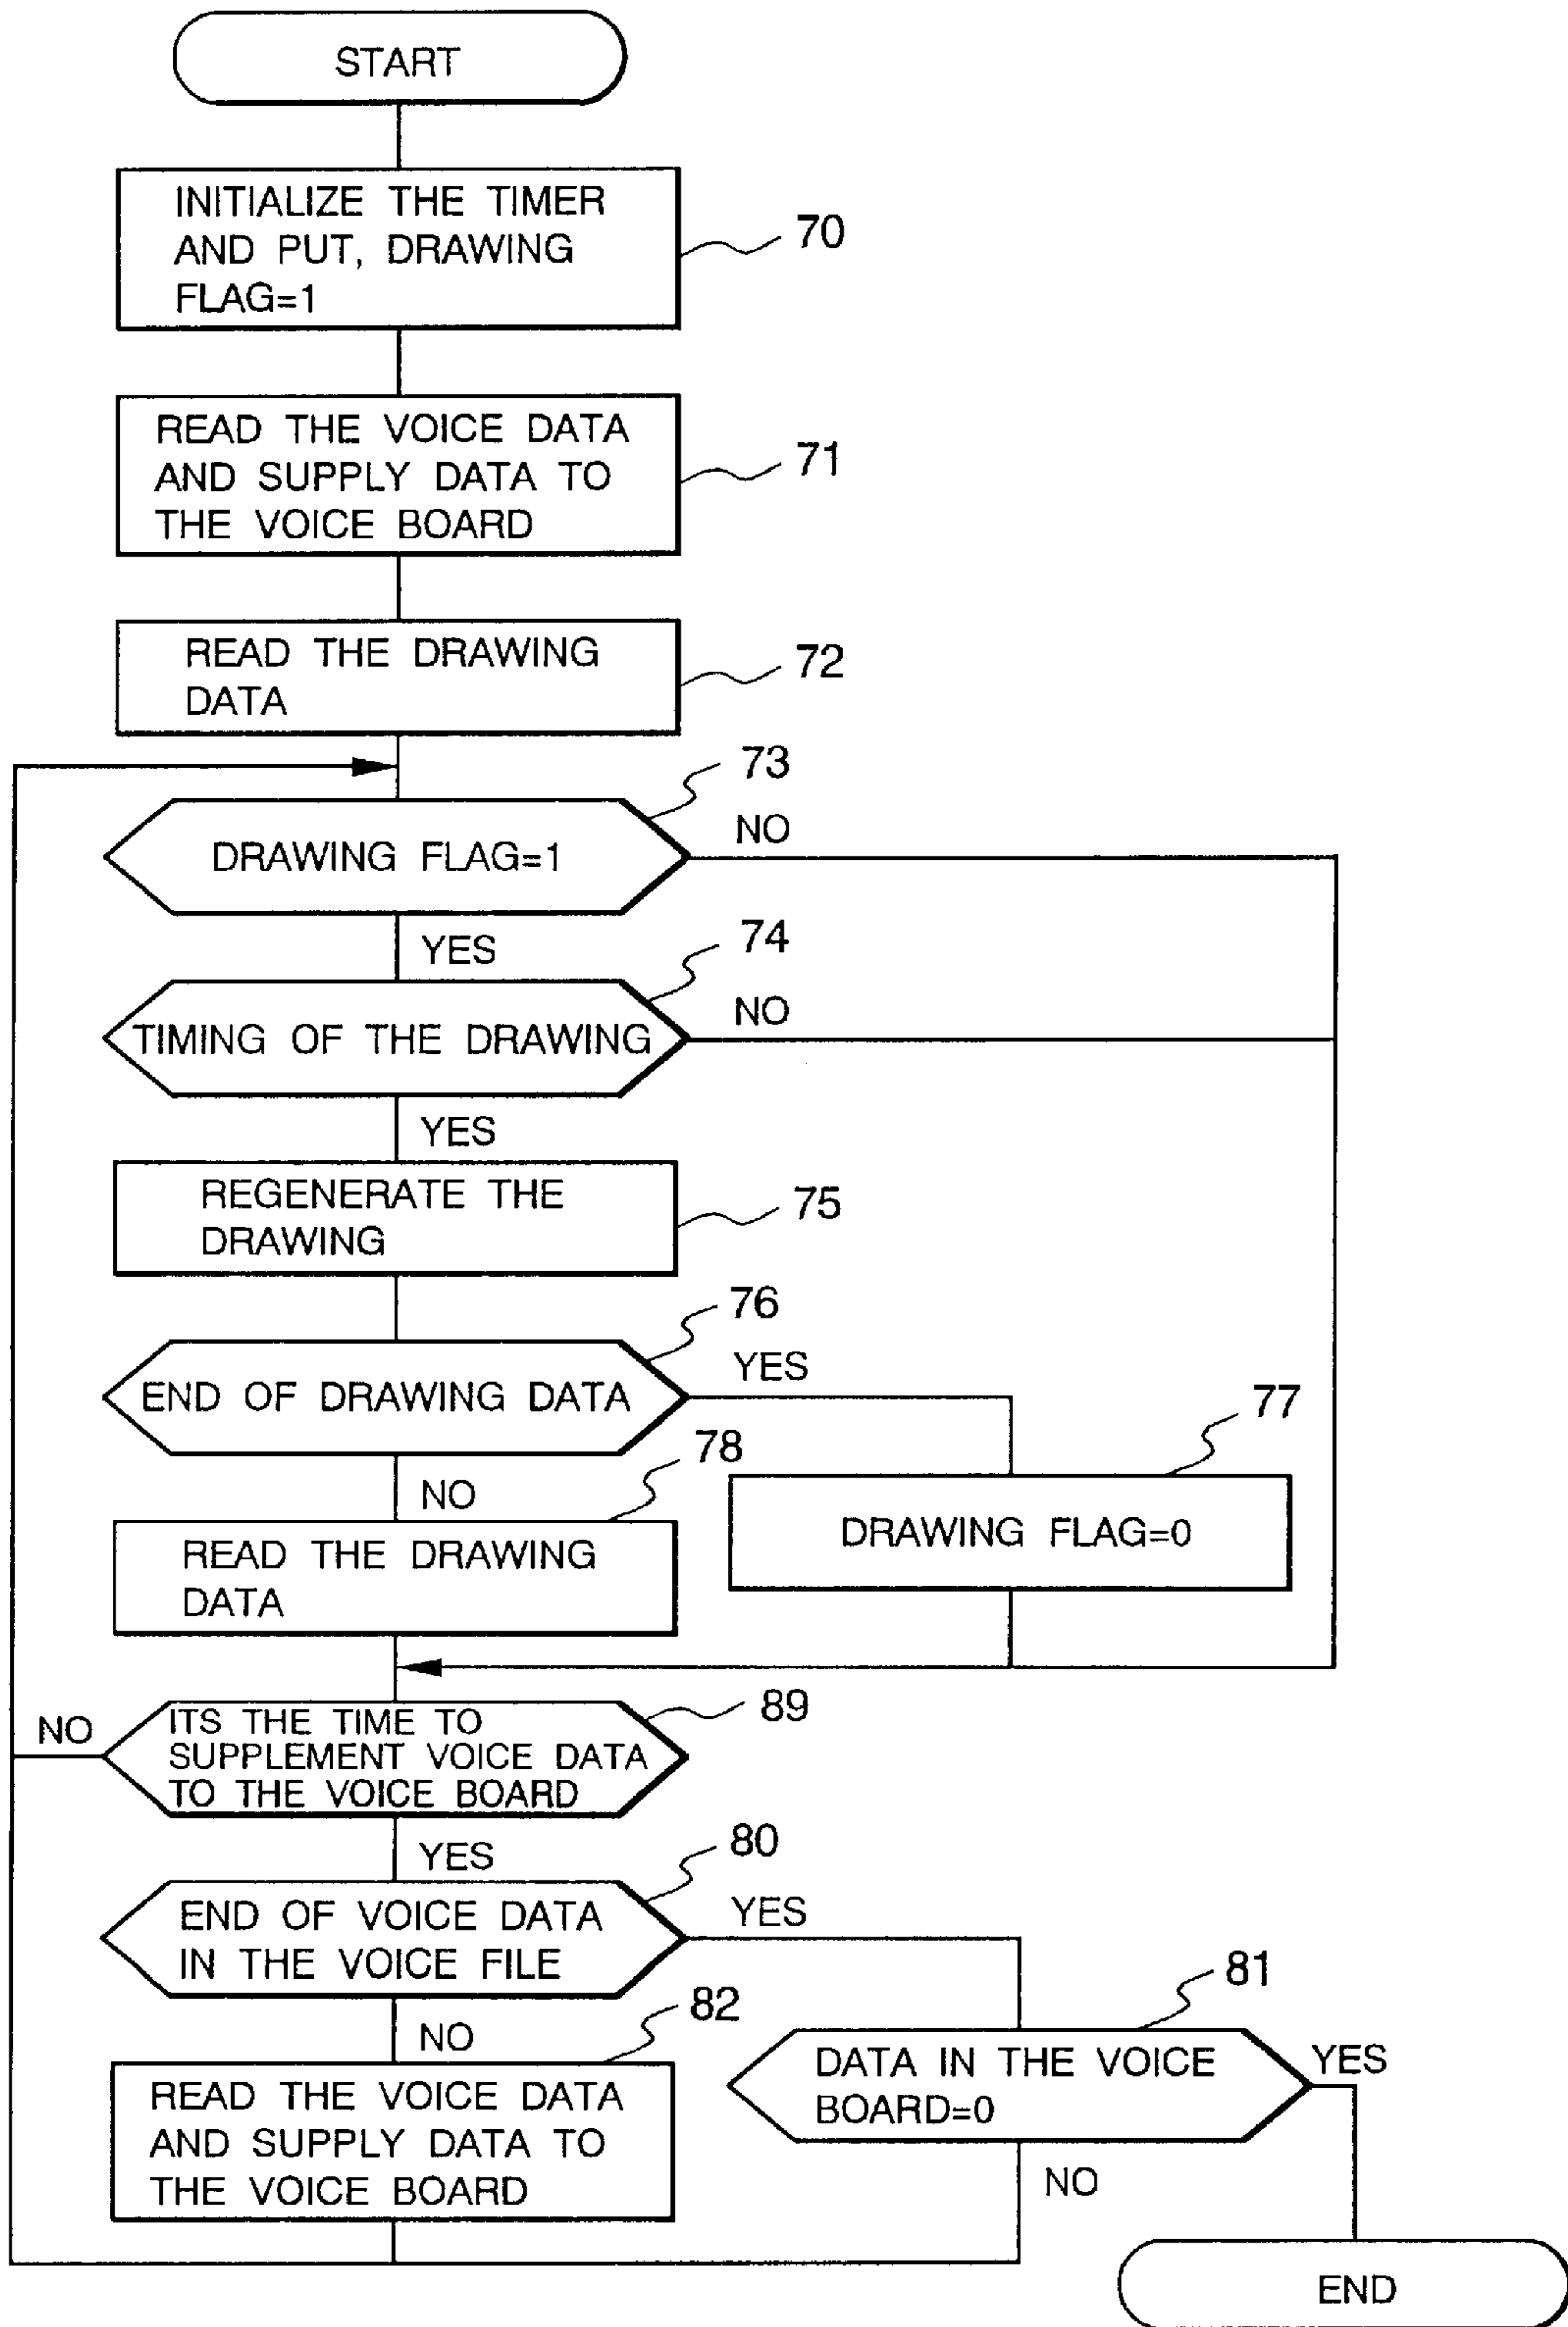 START
INITIALIZE THE TIMER
AND PUT, DRAWING
FLAG=1
70
READ THE VOICE DATA
AND SUPPLY DATA TO
THE VOICE BOARD
71
READ THE DRAWING
DATA
72
73
DRAWING FLAG=1
NO
YES
74
TIMING OF THE DRAWING
NO
YES
REGENERATE THE
DRAWING
75
76
END OF DRAWING DATA
YES
77
NO
78
READ THE DRAWING
DATA
DRAWING FLAG=0
89
ITS THE TIME TO
SUPPLEMENT VOICE DATA
TO THE VOICE BOARD
NO
YES
80
END OF VOICE DATA
IN THE VOICE FILE
YES
81
NO
82
READ THE VOICE DATA
AND SUPPLY DATA TO
THE VOICE BOARD
DATA IN THE VOICE
BOARD=0
YES
NO
END